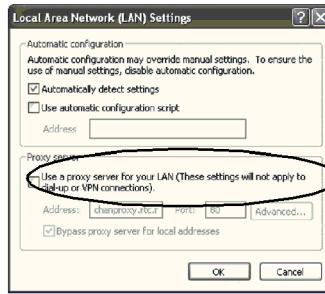 Local Area Network (LAN) Settings
Automatic configuration
Automatic configuration may override manual settings. To ensure the
use of manual settings, disable automatic configuration.
Automatically detect settings
Use automatic configuration script
Address
Proxy server
Use a proxy server for your LAN (These settings will not apply to
dial-up or VPN connections).
Address: chanproxy.rtc.r Port: 80 Advanced...
Bypass proxy server for local addresses
OK Cancel